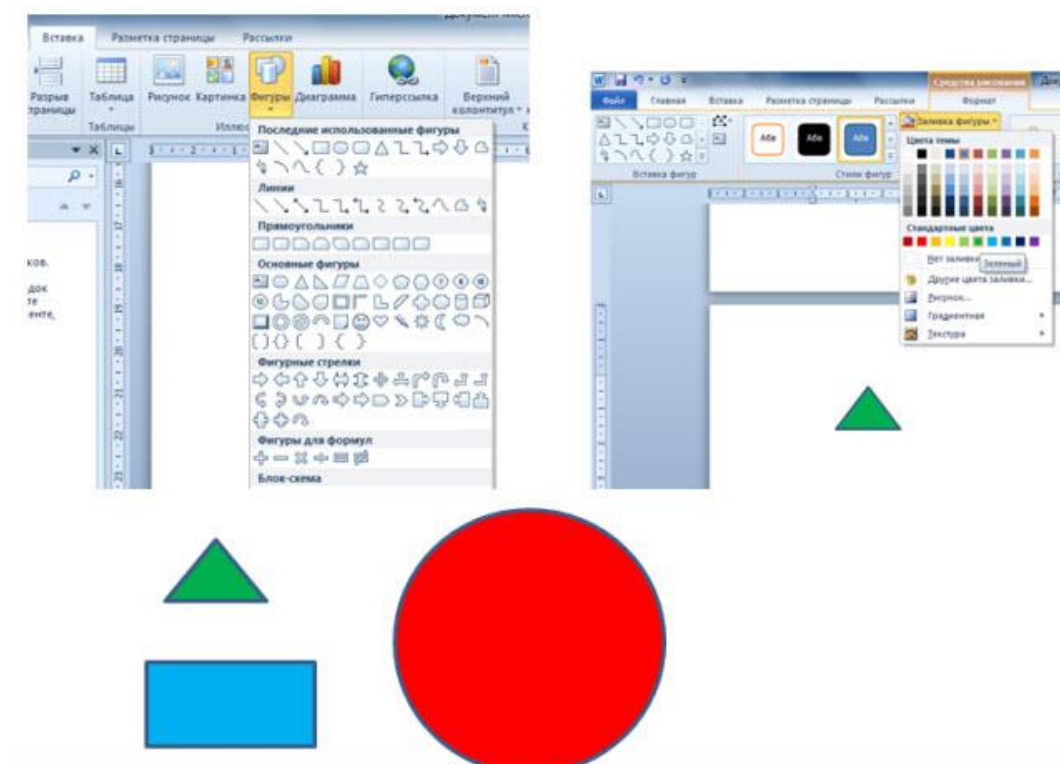 Вставка Разметка страницы Рассылки
Разрыв страницы
Таблица
Рисунок Картинка Фигуры Диаграмма
Гиперссылка
Верхний колонтитул
Таблицы
Последние использованные фигуры
Линии
Прямоугольники
Основные фигуры
Фигурные стрелки
Фигуры для формул
Блок-схема
Средства рисования
Файл Главная Вставка Разметка страницы Рассылки Формат
Заливка фигуры
Абв Абв Абв
Вставка фигур
Стили фигур
Цвета темы
Стандартные цвета
Нет заливки
Зеленый
Другие цвета заливки...
Рисунок...
Градиентная
Текстура